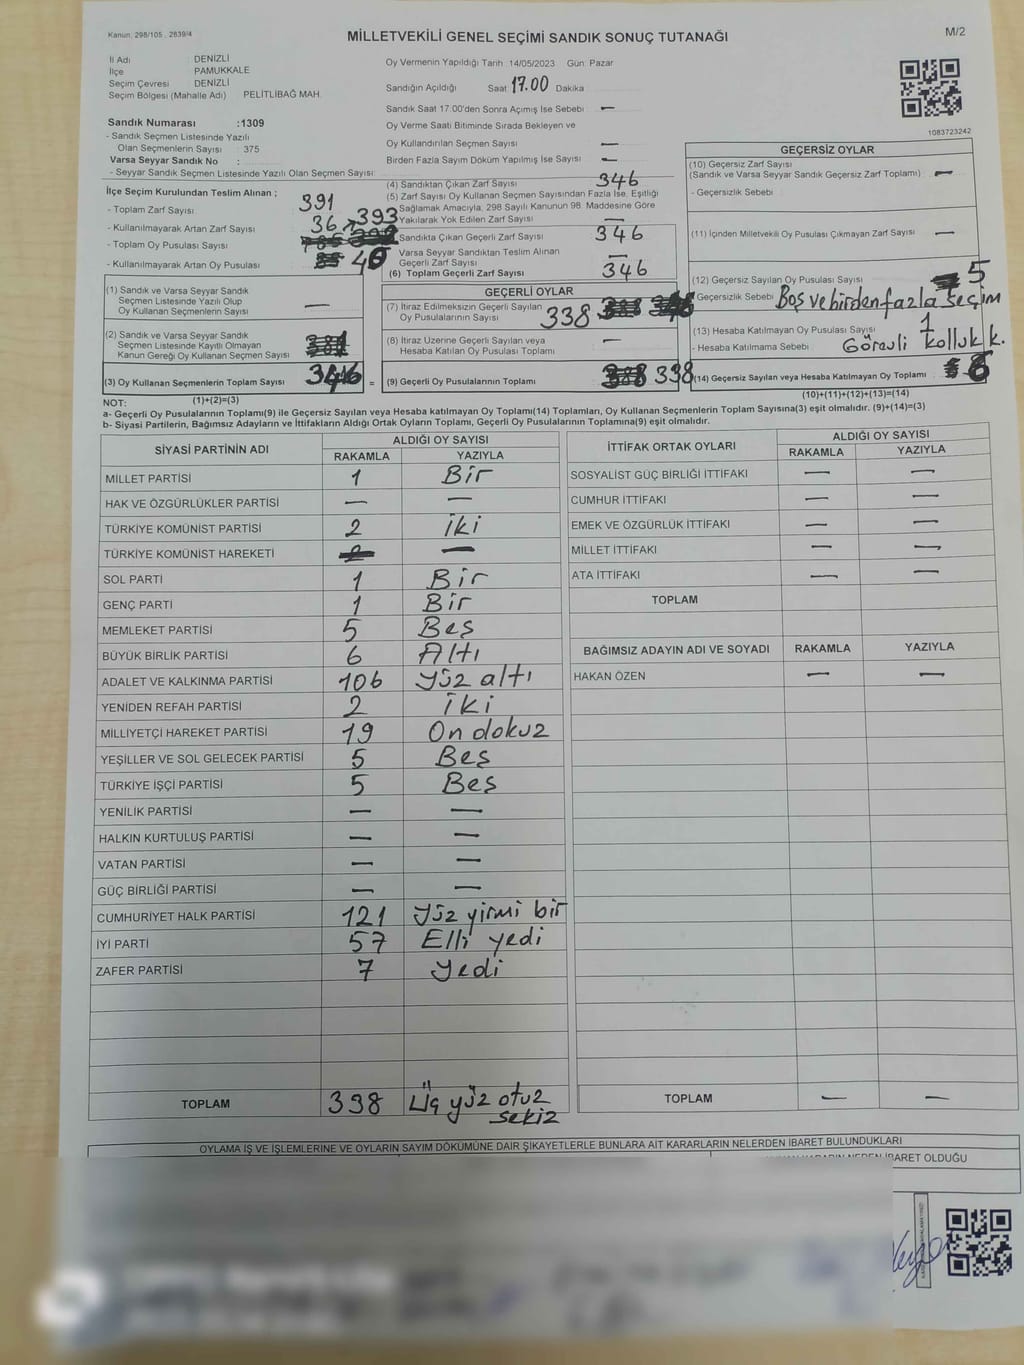 Kanun: 298/105 , 2839/4
MİLLETVEKİLİ GENEL SEÇİMİ SANDIK SONUÇ TUTANAĞI
M/2
İl Adı : DENİZLİ
İlçe : PAMUKKALE
Seçim Çevresi : DENİZLİ
Seçim Bölgesi (Mahalle Adı) : PELİTLİBAĞ MAH.
Sandık Numarası :1309
- Sandık Seçmen Listesinde Yazılı
Olan Seçmenlerin Sayısı : 375
Varsa Seyyar Sandık No :
- Seyyar Sandık Seçmen Listesinde Yazılı Olan Seçmen Sayısı:
Oy Vermenin Yapıldığı Tarih 14/05/2023 Gün: Pazar
Sandığın Açıldığı Saat 17.00 Dakika
Sandık Saat 17.00'den Sonra Açımış İse Sebebi : —
Oy Verme Saati Bitiminde Sırada Bekleyen ve
Oy Kullandırılan Seçmen Sayısı : —
Birden Fazla Sayım Döküm Yapılmış İse Sayısı : —
1083723242
İlçe Seçim Kurulundan Teslim Alınan ;
- Toplam Zarf Sayısı : 391
- Kullanılmayarak Artan Zarf Sayısı : 36
- Toplam Oy Pusulası Sayısı : 393
- Kullanılmayarak Artan Oy Pusulası :
(4) Sandıktan Çıkan Zarf Sayısı : 346
(5) Zarf Sayısı Oy Kullanan Seçmen Sayısından Fazla İse, Eşitliği
Sağlamak Amacıyla, 298 Sayılı Kanunun 98. Maddesine Göre
Yakılarak Yok Edilen Zarf Sayısı : —
Sandıkta Çıkan Geçerli Zarf Sayısı : 346
Varsa Seyyar Sandıktan Teslim Alınan
Geçerli Zarf Sayısı : —
(6) Toplam Geçerli Zarf Sayısı : 346
GEÇERSİZ OYLAR
(10) Geçersiz Zarf Sayısı
(Sandık ve Varsa Seyyar Sandık Geçersiz Zarf Toplamı) : —
- Geçersizlik Sebebi :
(11) İçinden Milletvekili Oy Pusulası Çıkmayan Zarf Sayısı : —
(12) Geçersiz Sayılan Oy Pusulası Sayısı : 5
- Geçersizlik Sebebi : Boş ve birden fazla seçim
(13) Hesaba Katılmayan Oy Pusulası Sayısı : 1
- Hesaba Katılmama Sebebi : Görevli kolluk k.
(14) Geçersiz Sayılan veya Hesaba Katılmayan Oy Toplamı : 6
(10)+(11)+(12)+(13)=(14)
(1) Sandık ve Varsa Seyyar Sandık
Seçmen Listesinde Yazılı Olup
Oy Kullanan Seçmenlerin Sayısı : —
(2) Sandık ve Varsa Seyyar Sandık
Seçmen Listesinde Kayıtlı Olmayan
Kanun Gereği Oy Kullanan Seçmen Sayısı :
(3) Oy Kullanan Seçmenlerin Toplam Sayısı : =
(1)+(2)=(3)
GEÇERLİ OYLAR
(7) İtiraz Edilmeksizin Geçerli Sayılan
Oy Pusulalarının Sayısı : 338
(8) İtiraz Üzerine Geçerli Sayılan veya
Hesaba Katılan Oy Pusulası Toplamı : —
(9) Geçerli Oy Pusulalarının Toplamı : 338
NOT:
a- Geçerli Oy Pusulalarının Toplamı(9) ile Geçersiz Sayılan veya Hesaba katılmayan Oy Toplamı(14) Toplamları, Oy Kullanan Seçmenlerin Toplam Sayısına(3) eşit olmalıdır. (9)+(14)=(3)
b- Siyasi Partilerin, Bağımsız Adayların ve İttifakların Aldığı Oyların Toplamı, Geçerli Oy Pusulalarının Toplamına(9) eşit olmalıdır.
SİYASİ PARTİNİN ADI ALDIĞI OY SAYISI
RAKAMLA YAZIYLA
MİLLET PARTİSİ 1 Bir
HAK VE ÖZGÜRLÜKLER PARTİSİ — —
TÜRKİYE KOMÜNİST PARTİSİ 2 İki
TÜRKİYE KOMÜNİST HAREKETİ —
SOL PARTİ 1 Bir
GENÇ PARTİ 1 Bir
MEMLEKET PARTİSİ 5 Beş
BÜYÜK BİRLİK PARTİSİ 6 Altı
ADALET VE KALKINMA PARTİSİ 106 Yüz altı
YENİDEN REFAH PARTİSİ 2 İki
MİLLİYETÇİ HAREKET PARTİSİ 19 On dokuz
YEŞİLLER VE SOL GELECEK PARTİSİ 5 Beş
TÜRKİYE İŞÇİ PARTİSİ 5 Beş
YENİLİK PARTİSİ — —
HALKIN KURTULUŞ PARTİSİ — —
VATAN PARTİSİ — —
GÜÇ BİRLİĞİ PARTİSİ — —
CUMHURİYET HALK PARTİSİ 121 Yüz yirmi bir
İYİ PARTİ 57 Elli yedi
ZAFER PARTİSİ 7 Yedi
TOPLAM 338 Üç yüz otuz
sekiz
İTTİFAK ORTAK OYLARI ALDIĞI OY SAYISI
RAKAMLA YAZIYLA
SOSYALİST GÜÇ BİRLİĞİ İTTİFAKI — —
CUMHUR İTTİFAKI — —
EMEK VE ÖZGÜRLÜK İTTİFAKI — —
MİLLET İTTİFAKI — —
ATA İTTİFAKI — —
TOPLAM
BAĞIMSIZ ADAYIN ADI VE SOYADI RAKAMLA YAZIYLA
HAKAN ÖZEN — —
TOPLAM — —
OYLAMA İŞ VE İŞLEMLERİNE VE OYLARIN SAYIM DÖKÜMÜNE DAİR ŞİKAYETLERLE BUNLARA AİT KARARLARIN NELERDEN İBARET BULUNDUKLARI
İBARET OLDUĞU